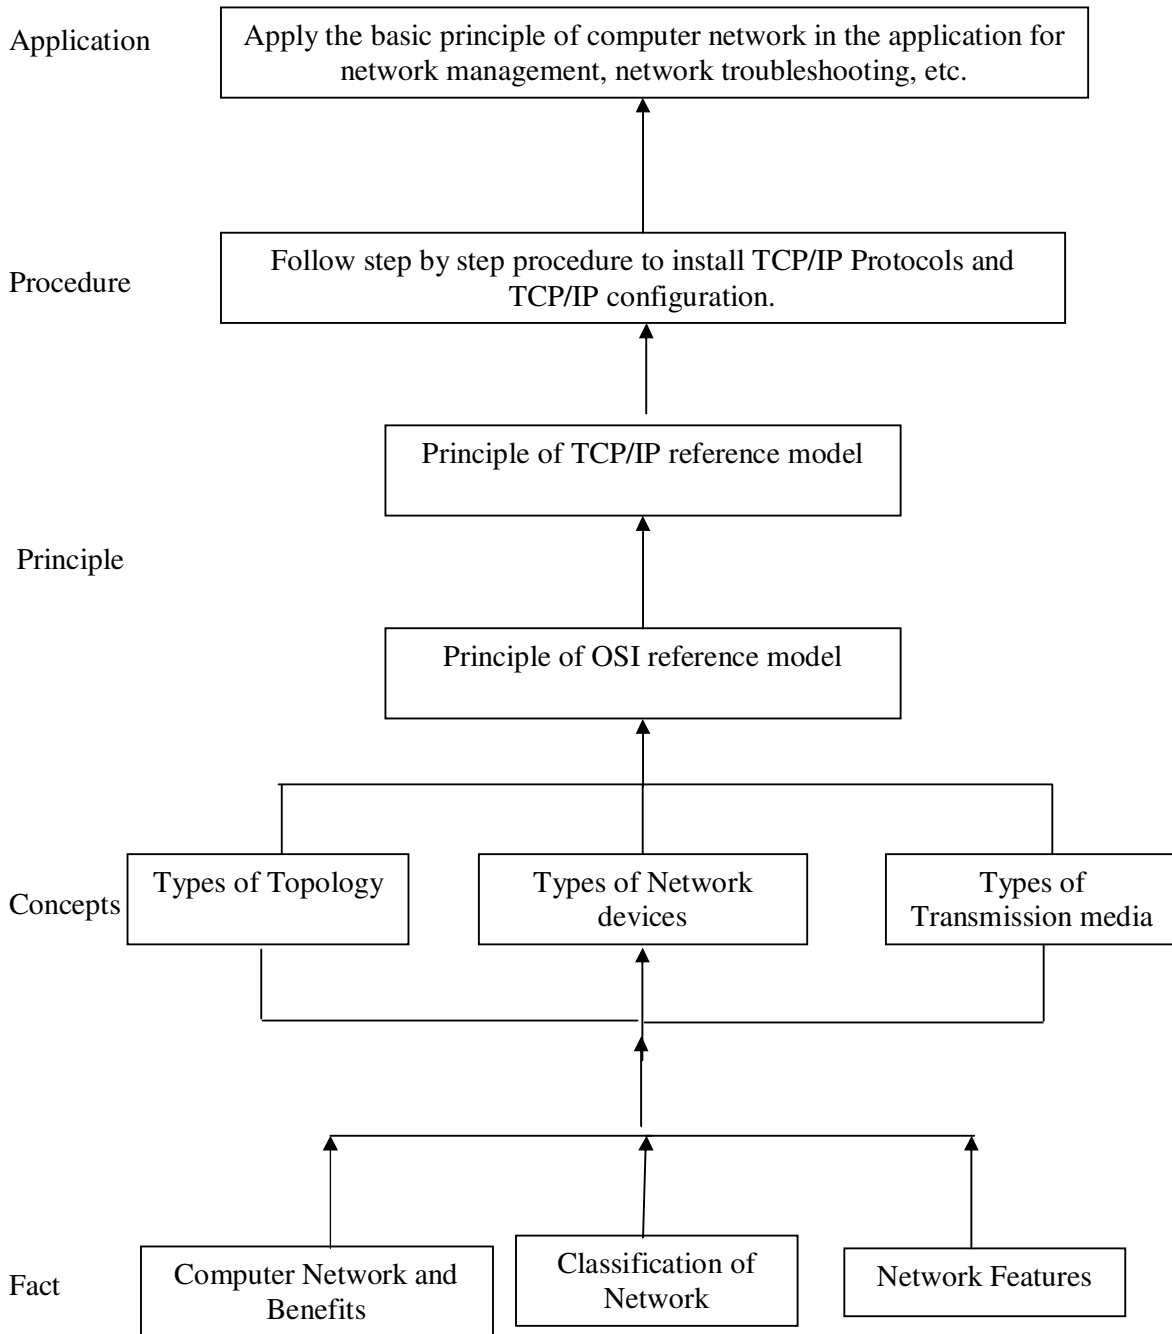 Application
Apply the basic principle of computer network in the application for
network management, network troubleshooting, etc.
Procedure
Follow step by step procedure to install TCP/IP Protocols and
TCP/IP configuration.
Principle of TCP/IP reference model
Principle
Principle of OSI reference model
Concepts
Types of Topology
Types of Network
devices
Types of
Transmission media
Fact
Computer Network and
Benefits
Classification of
Network
Network Features